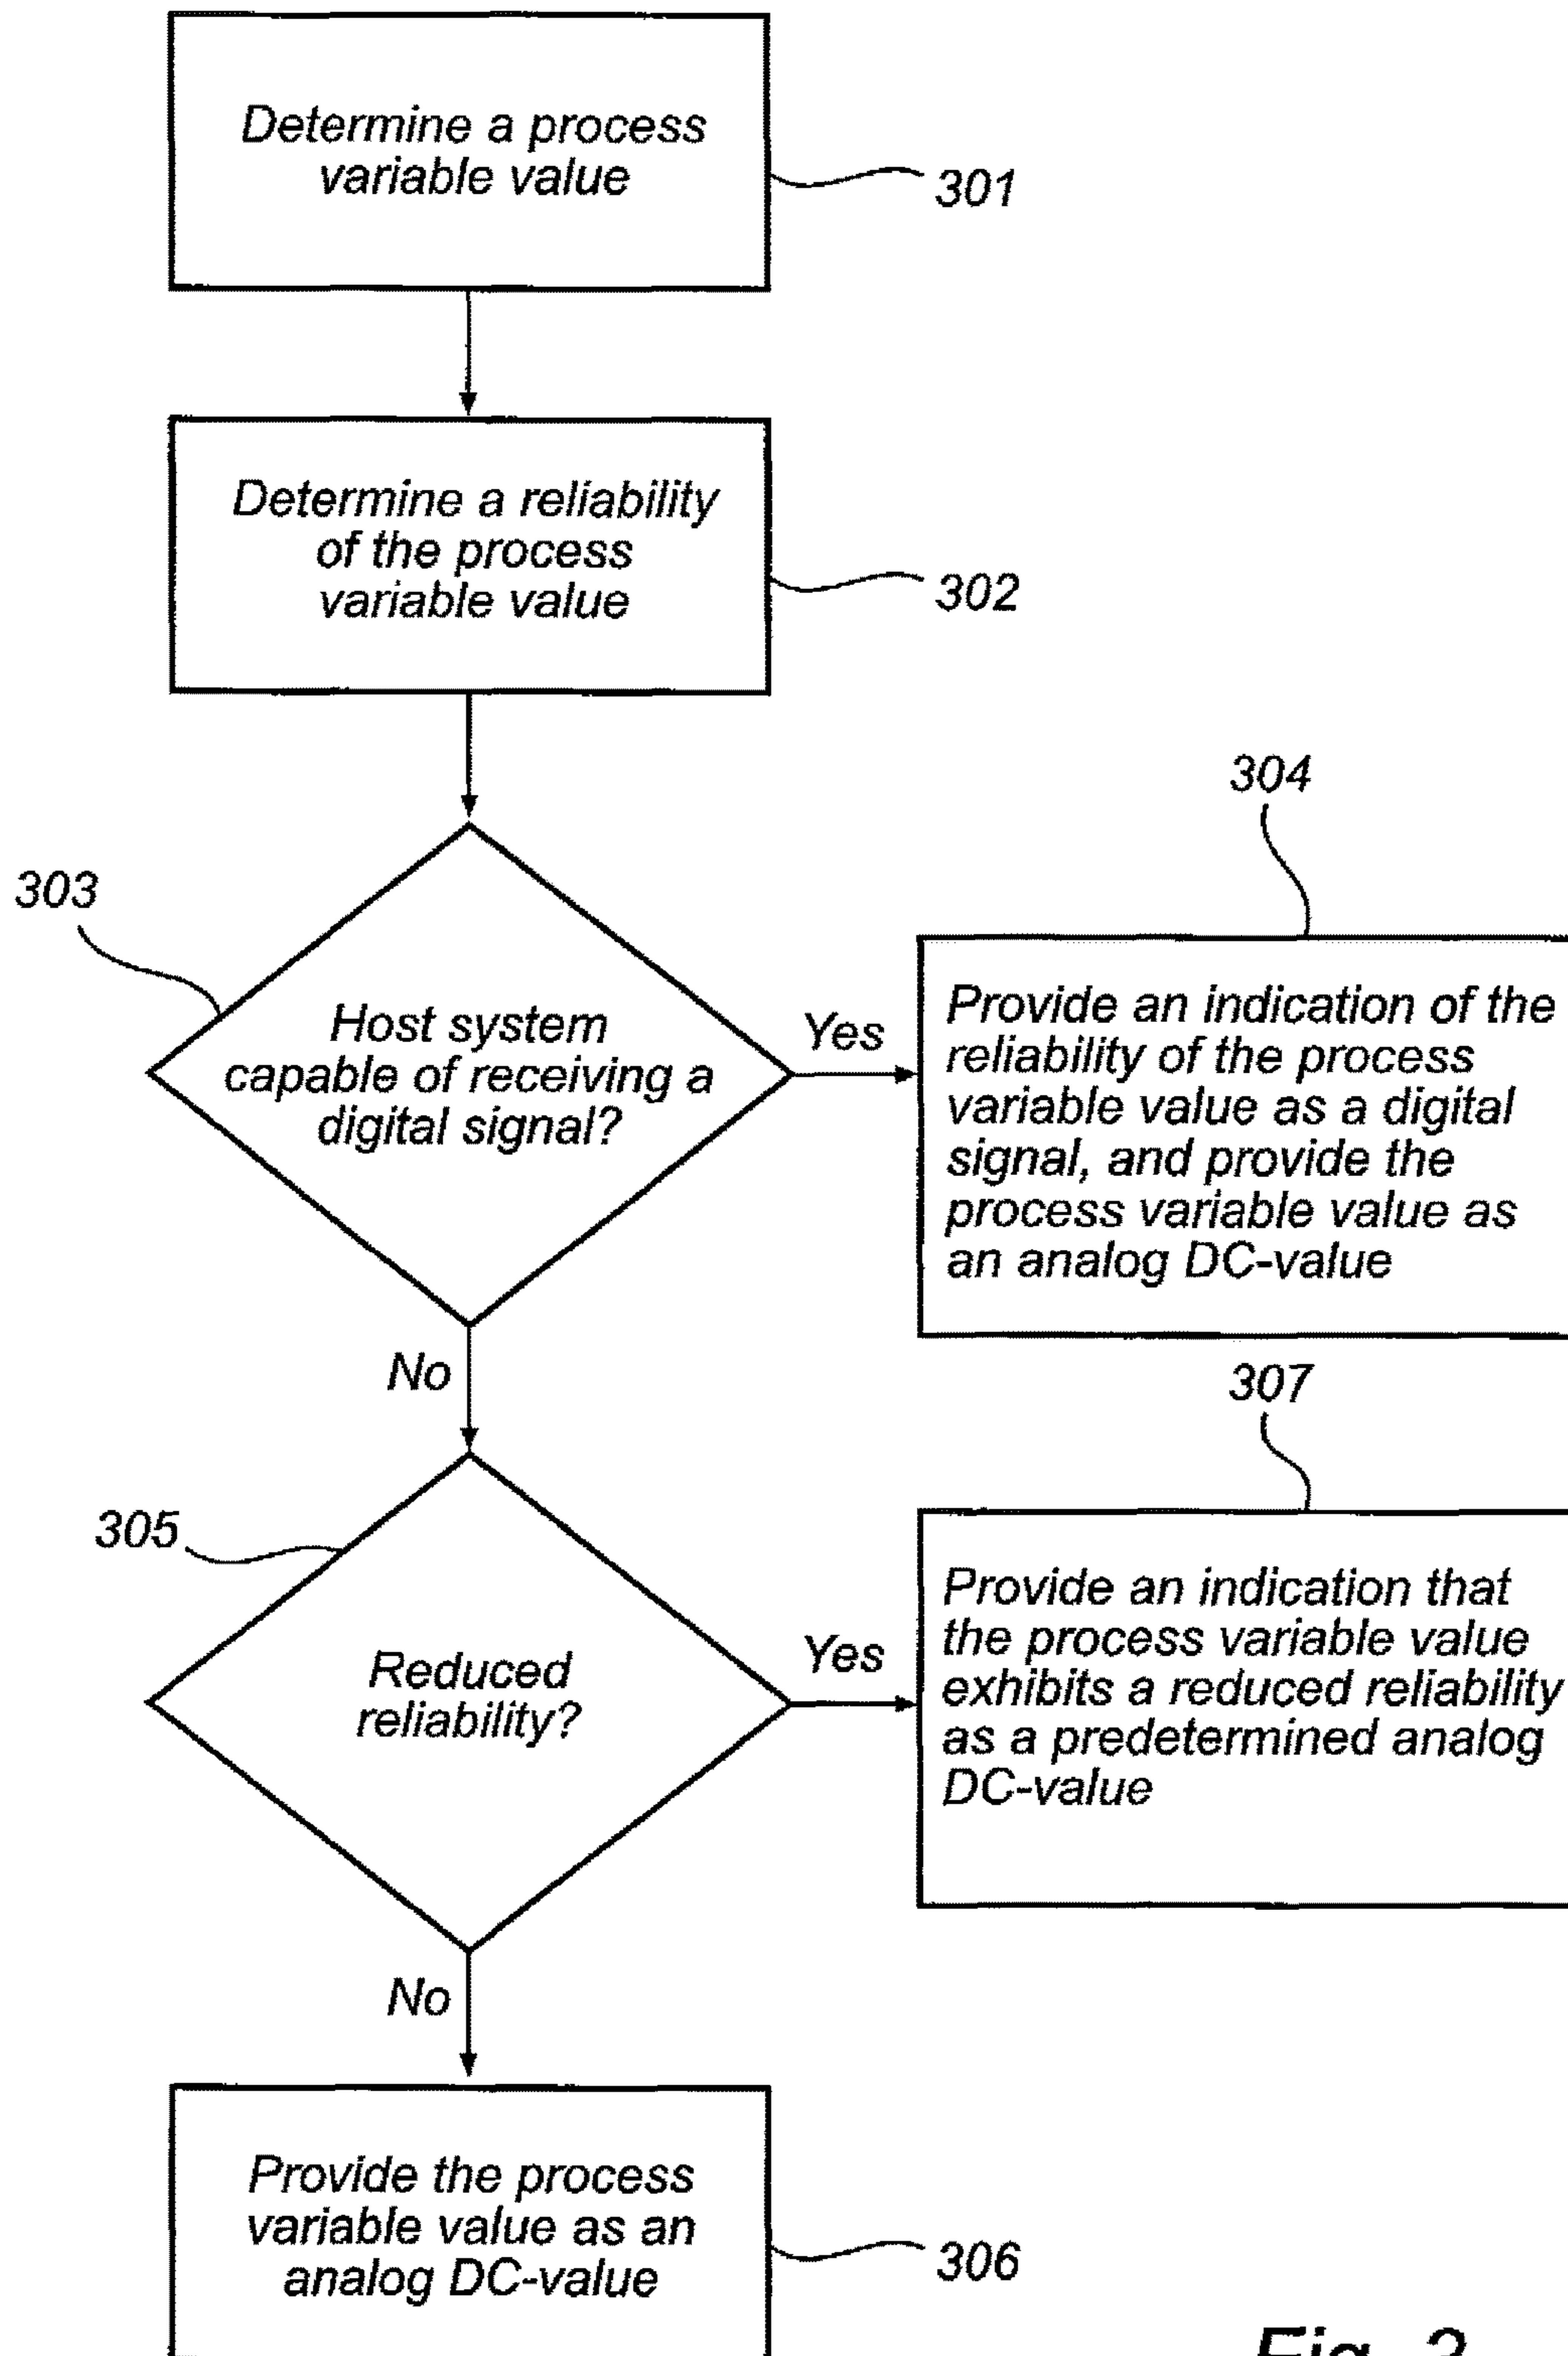 Determine a process
variable value
301
Determine a reliability
of the process
variable value
302
303
Host system
capable of receiving a
digital signal?
Yes
No
304
Provide an indication of the
reliability of the process
variable value as a digital
signal, and provide the
process variable value as
an analog DC-value
305
Reduced
reliability?
Yes
No
307
Provide an indication that
the process variable value
exhibits a reduced reliability
as a predetermined analog
DC-value
Provide the process
variable value as an
analog DC-value
306
Fig.